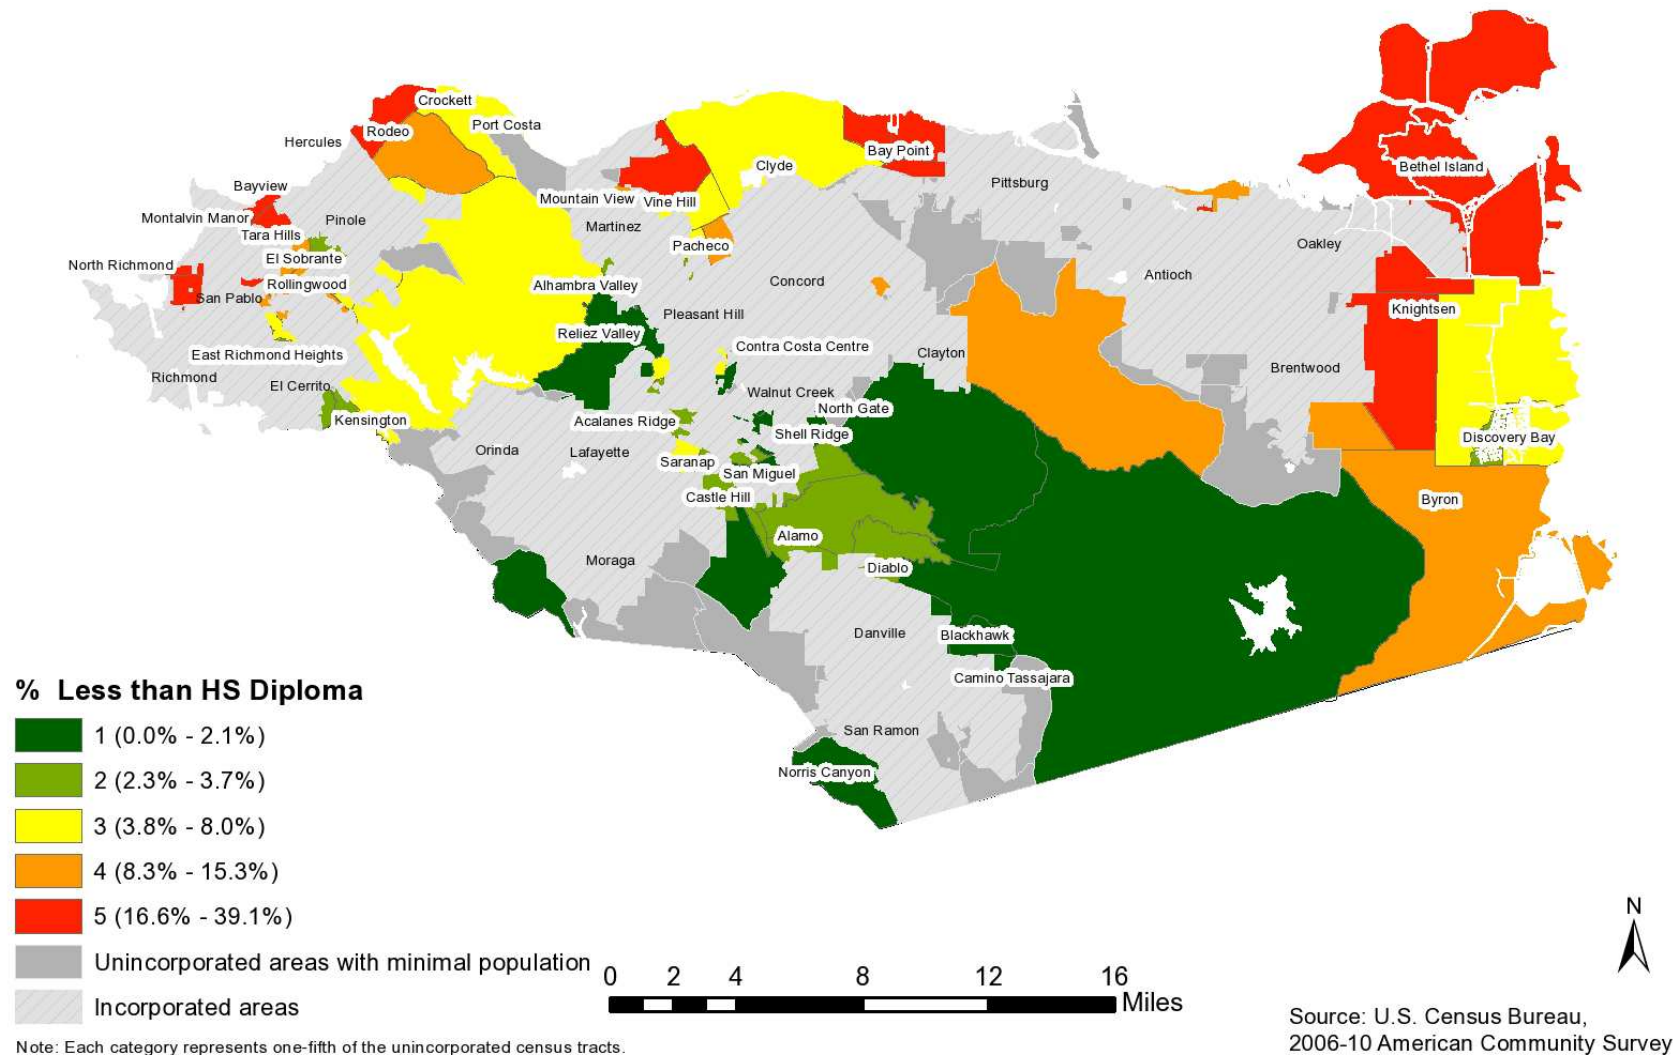 Crockett
Port Costa
Rodeo
Hercules
Bay Point
Clyde
Bethel Island
Pittsburg
Bayview
Mountain View
Vine Hill
Montalvin Manor
Pinole
Martinez
Tara Hills
Pacheco
Oakley
El Sobrante
North Richmond
Antioch
Rollingwood
Concord
Alhambra Valley
San Pablo
Knightsen
Pleasant Hill
Reliez Valley
Contra Costa Centre
East Richmond Heights
Clayton
Brentwood
Richmond
El Cerrito
Walnut Creek
North Gate
Kensington
Acalanes Ridge
Shell Ridge
Discovery Bay
Orinda
Lafayette
Saranap
San Miguel
Castle Hill
Byron
Alamo
Moraga
Diablo
Danville
Blackhawk
Camino Tassajara
San Ramon
Norris Canyon
% Less than HS Diploma
1 (0.0% - 2.1%)
2 (2.3% - 3.7%)
3 (3.8% - 8.0%)
4 (8.3% - 15.3%)
5 (16.6% - 39.1%)
Unincorporated areas with minimal population
Incorporated areas
Note: Each category represents one-fifth of the unincorporated census tracts.
0 2 4 8 12 16
Miles
N
Source: U.S. Census Bureau,
2006-10 American Community Survey